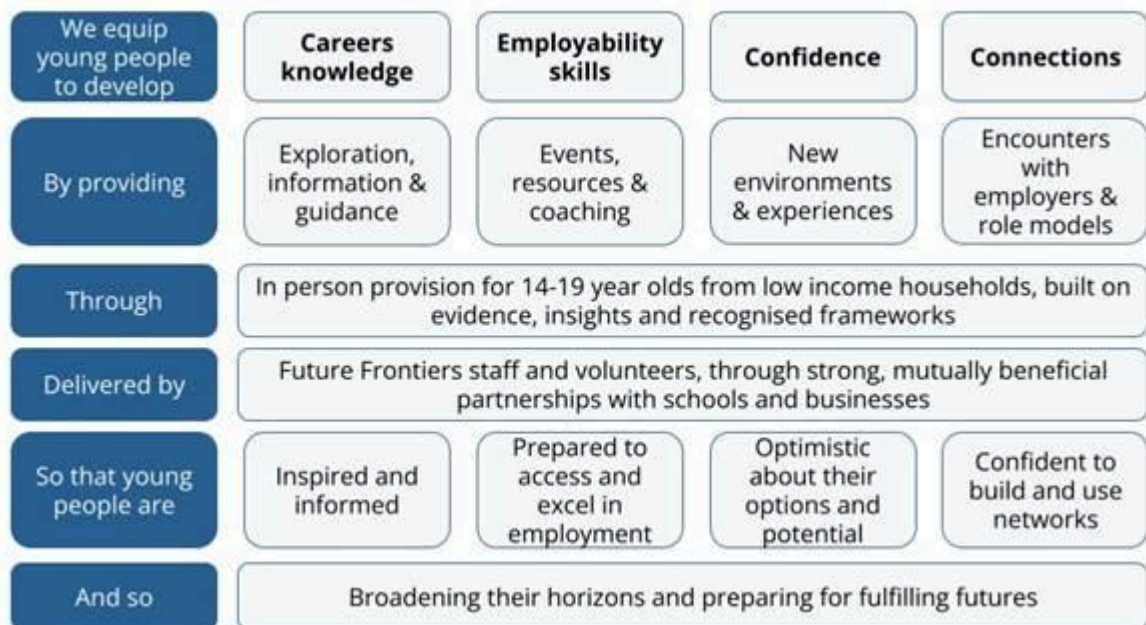 We equip
young people
to develop
Careers
knowledge
Employability
skills
Confidence
Connections
By providing
Exploration,
information &
guidance
Events,
resources &
coaching
New
environments
& experiences
Encounters
with
employers &
role models
Through
In person provision for 14-19 year olds from low income households, built on
evidence, insights and recognised frameworks
Delivered by
Future Frontiers staff and volunteers, through strong, mutually beneficial
partnerships with schools and businesses
So that young
people are
Inspired and
informed
Prepared to
access and
excel in
employment
Optimistic
about their
options and
potential
Confident to
build and use
networks
And so
Broadening their horizons and preparing for fulfilling futures